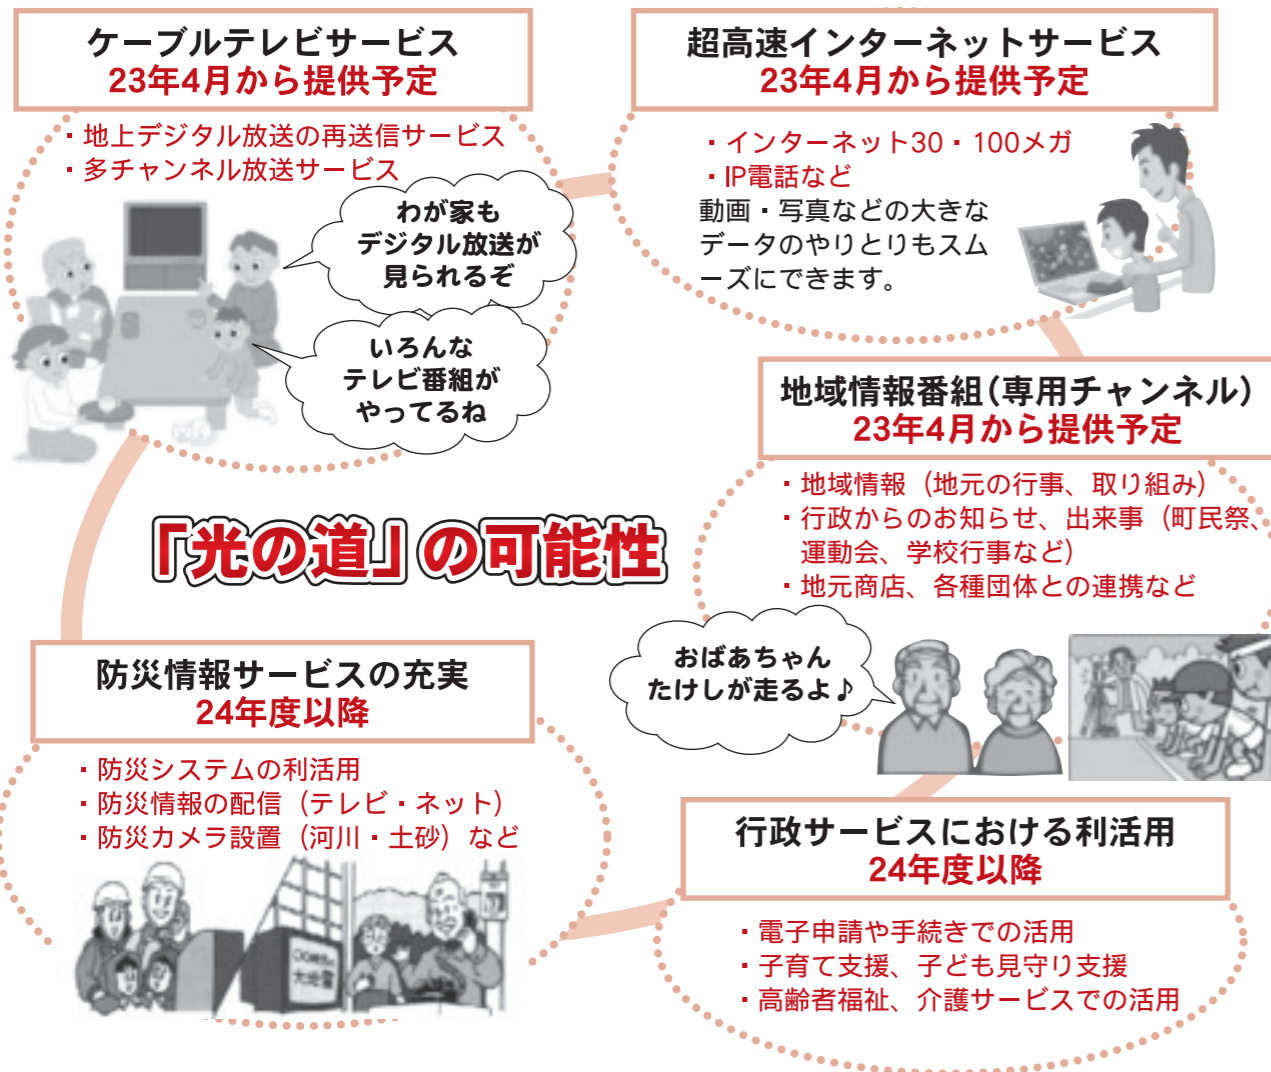 ケーブルテレビサービス
23年4月から提供予定
・地上デジタル放送の再送信サービス
・多チャンネル放送サービス
わが家も
デジタル放送が
見られるぞ
いろんな
テレビ番組が
やってるね
超高速インターネットサービス
23年4月から提供予定
・インターネット30・100メガ
・IP電話など
動画・写真などの大きな
データのやりとりもスム
ーズにできます。
地域情報番組（専用チャンネル）
23年4月から提供予定
・地域情報（地元の行事、取り組み）
・行政からのお知らせ、出来事（町民祭、
運動会、学校行事など）
・地元商店、各種団体との連携など
おばあちゃん
たけしが走るよ♪
「光の道」の可能性
防災情報サービスの充実
24年度以降
・防災システムの利活用
・防災情報の配信（テレビ・ネット）
・防災カメラ設置（河川・土砂）など
大地震
行政サービスにおける利活用
24年度以降
・電子申請や手続きでの活用
・子育て支援、子ども見守り支援
・高齢者福祉、介護サービスでの活用